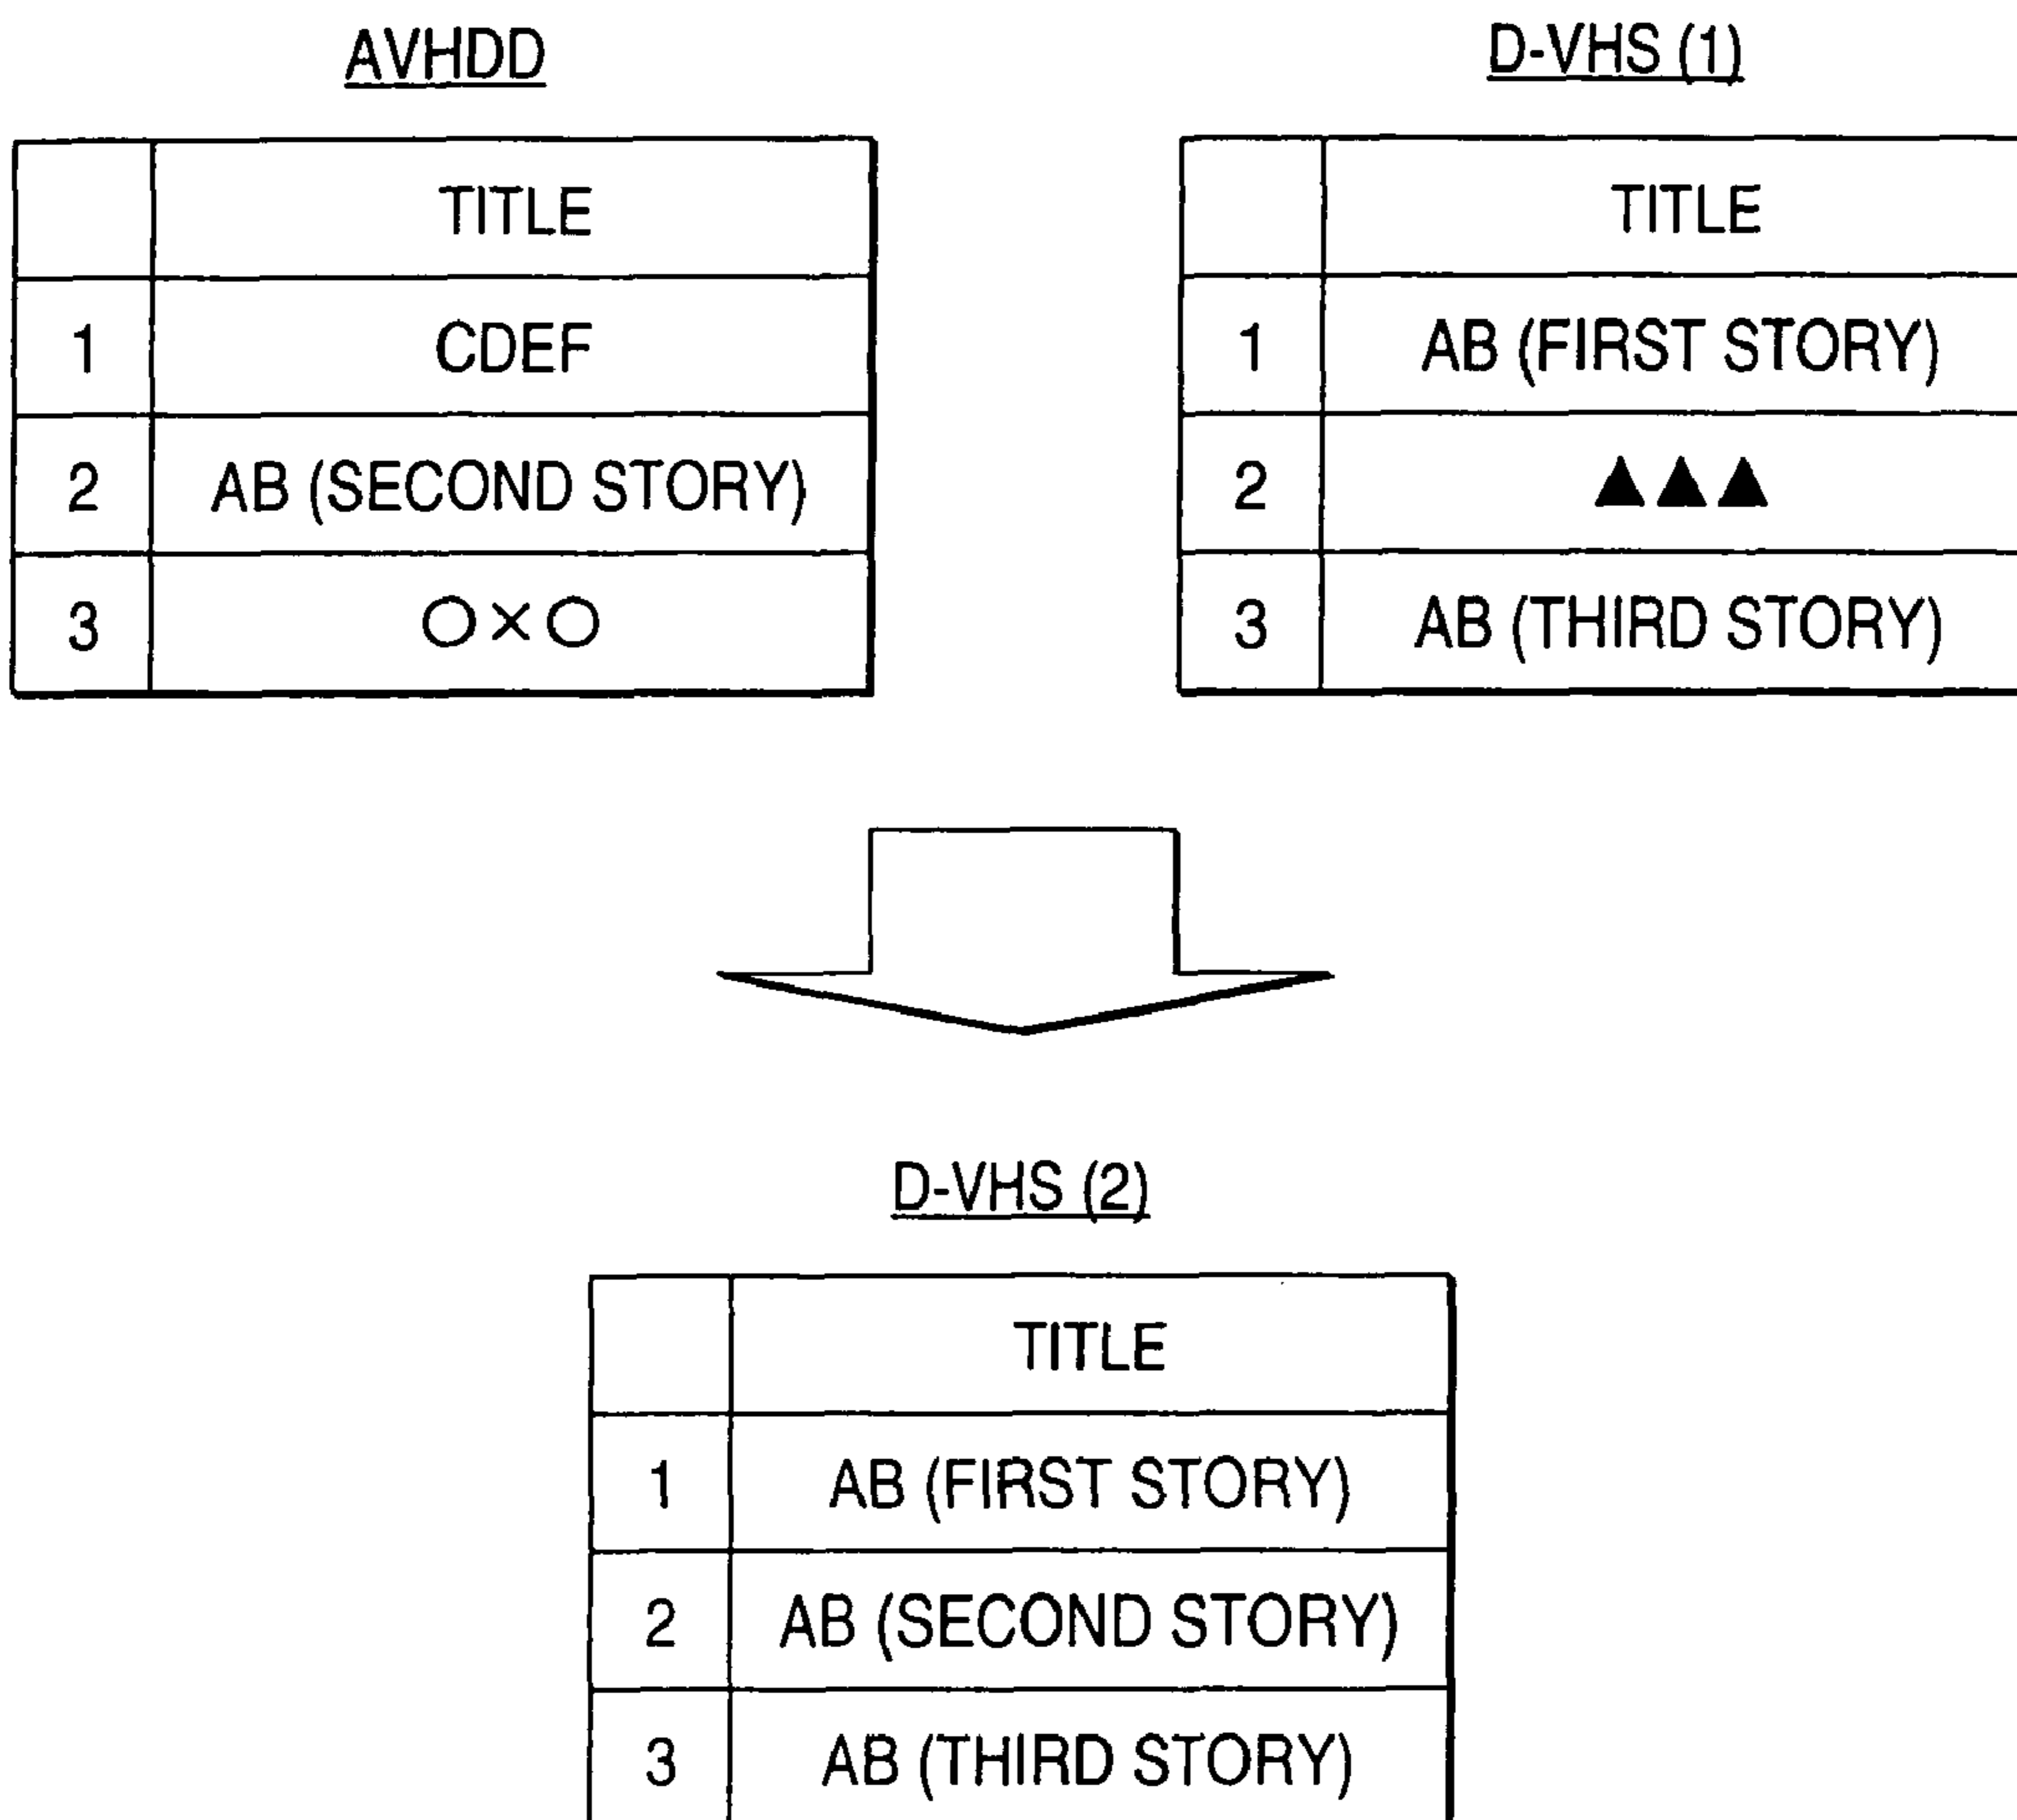 AVHDD
TITLE
1 CDEF
2 AB (SECOND STORY)
3 ○×○
D-VHS (1)
TITLE
1 AB (FIRST STORY)
2 ▲▲▲
3 AB (THIRD STORY)
D-VHS (2)
TITLE
1 AB (FIRST STORY)
2 AB (SECOND STORY)
3 AB (THIRD STORY)